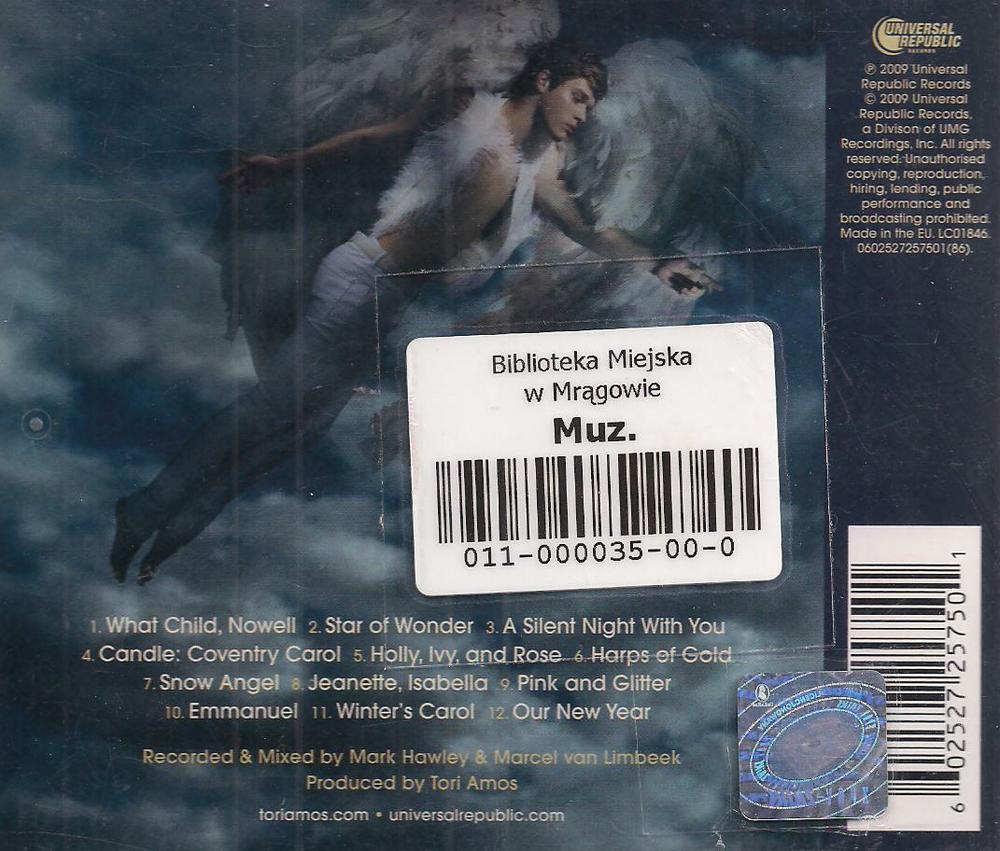 UNIVERSAL
REPUBLIC
RECORDS
℗ 2009 Universal
Republic Records
© 2009 Universal
Republic Records,
a Divison of UMG
Recordings, Inc. All rights
reserved. Unauthorised
copying, reproduction,
hiring, lending, public
performance and
broadcasting prohibited.
Made in the EU. LC01846.
0602527257501(86).
Biblioteka Miejska
w Mrągowie
Muz.
011-000035-00-0
1. What Child, Nowell 2. Star of Wonder 3. A Silent Night With You
4. Candle: Coventry Carol 5. Holly, Ivy, and Rose 6. Harps of Gold
7. Snow Angel 8. Jeanette, Isabella 9. Pink and Glitter
10. Emmanuel 11. Winter's Carol 12. Our New Year
Recorded & Mixed by Mark Hawley & Marcel van Limbeek
Produced by Tori Amos
toriamos.com • universalrepublic.com
6 02527 25750 1